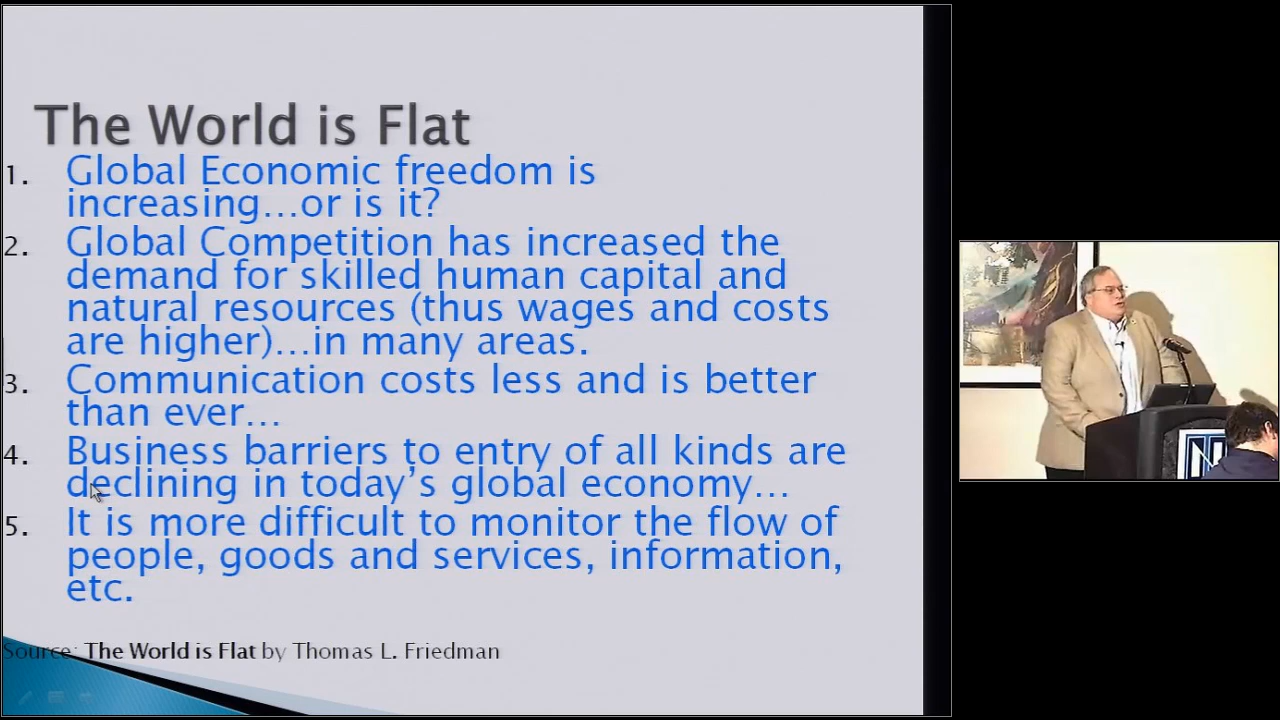 The World is Flat
1. Global Economic freedom is
increasing...or is it?
2. Global Competition has increased the
demand for skilled human capital and
natural resources (thus wages and costs
are higher)...in many areas.
3. Communication costs less and is better
than ever...
4. Business barriers to entry of all kinds are
declining in today’s global economy...
5. It is more difficult to monitor the flow of
people, goods and services, information,
etc.
Source: The World is Flat by Thomas L. Friedman